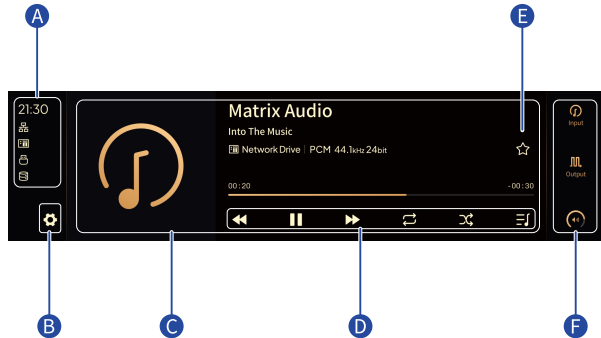 A
E
21:30
Matrix Audio
Into The Music
Network Drive | PCM 44.1kHz 24bit
00:20
-00:30
Input
Output
B
C
D
F